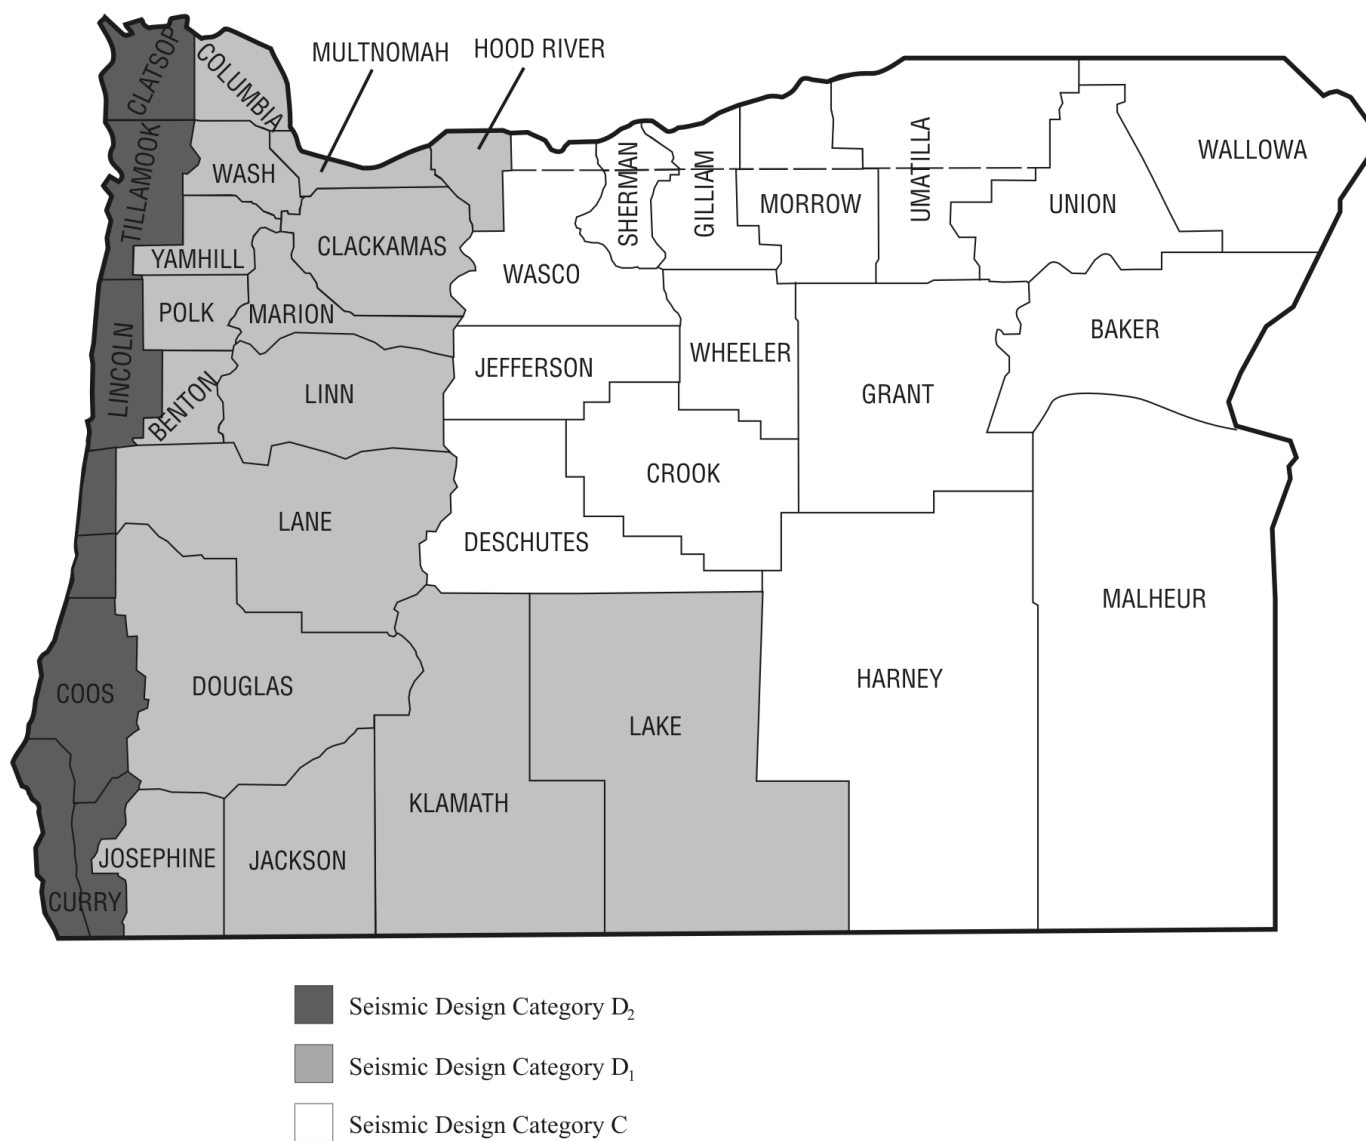 CLATSOP
COLUMBIA
MULTNOMAH
HOOD RIVER
TILLAMOOK
WASH
SHERMAN
GILLIAM
MORROW
UMATILLA
UNION
WALLOWA
YAMHILL
CLACKAMAS
WASCO
POLK
MARION
LINCOLN
BENTON
LINN
JEFFERSON
WHEELER
GRANT
BAKER
LANE
DESCHUTES
CROOK
COOS
DOUGLAS
LAKE
HARNEY
MALHEUR
KLAMATH
CURRY
JOSEPHINE
JACKSON
Seismic Design Category D₂
Seismic Design Category D₁
Seismic Design Category C